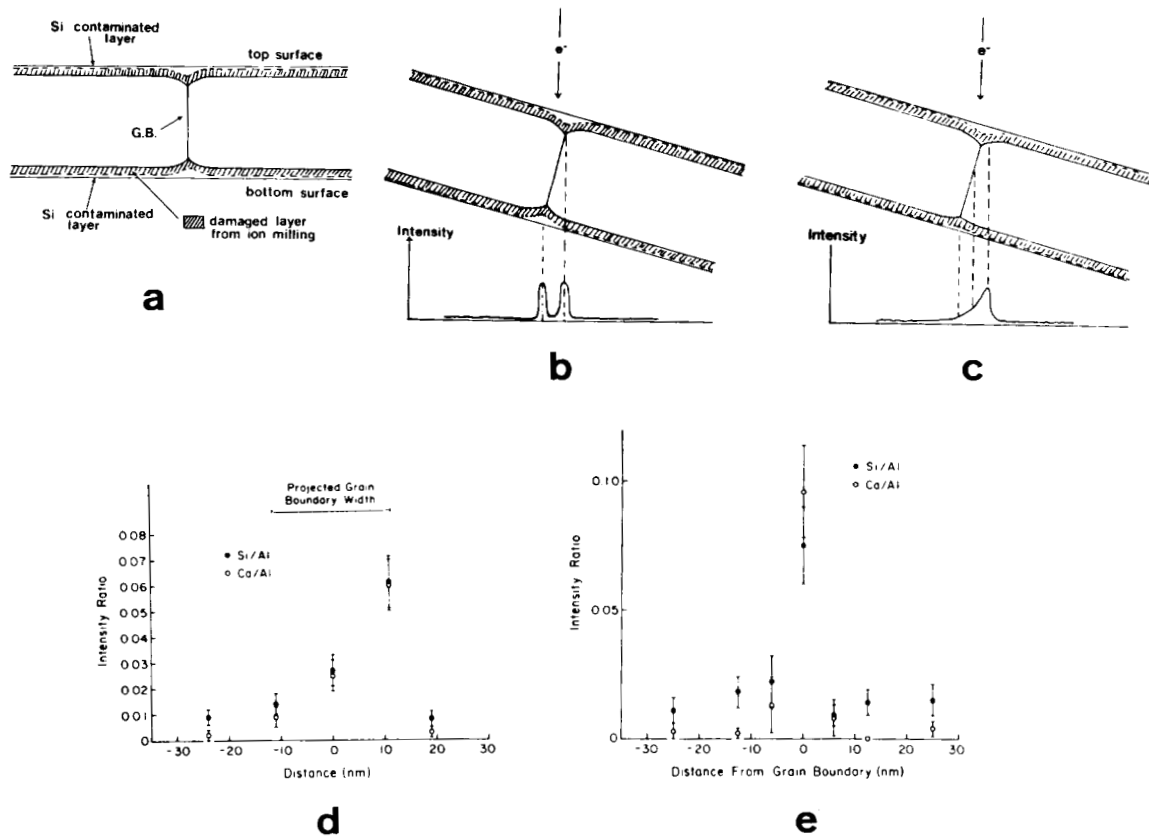 Si contaminated
layer
top surface
G.B.
bottom surface
Si contaminated
layer
damaged layer
from ion milling
a
e-
Intensity
b
e-
Intensity
c
Projected Grain
Boundary Width
Si/Al
Ca/Al
Intensity Ratio
0.08
0.07
0.06
0.05
0.04
0.03
0.02
0.01
0
-30
-20
-10
0
10
20
30
Distance (nm)
d
Si/Al
Ca/Al
Intensity Ratio
0.10
0.05
0
-30
-20
-10
0
10
20
30
Distance From Grain Boundary (nm)
e